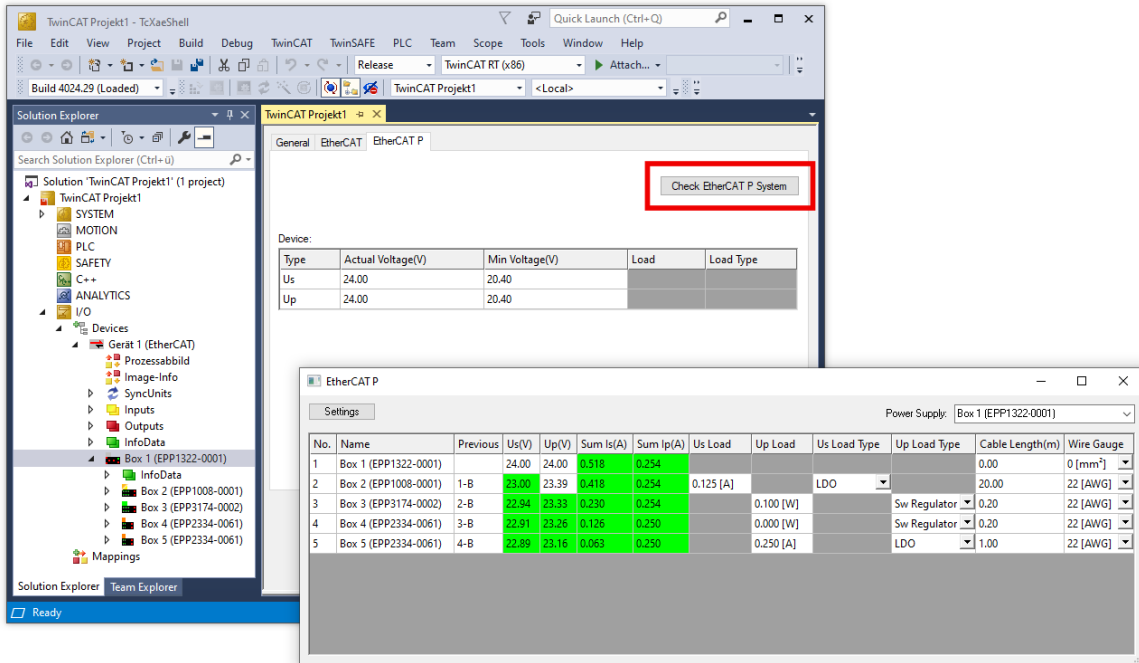 TwinCAT Projekt1 - TcXaeShell
Quick Launch (Ctrl+Q)
File Edit View Project Build Debug TwinCAT TwinSAFE PLC Team Scope Tools Window Help
Release TwinCAT RT (x86) Attach...
Build 4024.29 (Loaded) TwinCAT Projekt1 <Local>
Solution Explorer
Search Solution Explorer (Ctrl+ü)
Solution 'TwinCAT Projekt1' (1 project)
TwinCAT Projekt1
SYSTEM
MOTION
PLC
SAFETY
C++
ANALYTICS
I/O
Devices
Gerät 1 (EtherCAT)
Prozessabbild
Image-Info
SyncUnits
Inputs
Outputs
InfoData
Box 1 (EPP1322-0001)
InfoData
Box 2 (EPP1008-0001)
Box 3 (EPP3174-0002)
Box 4 (EPP2334-0061)
Box 5 (EPP2334-0061)
Mappings
Solution Explorer Team Explorer
Ready
TwinCAT Projekt1
General EtherCAT EtherCAT P
Check EtherCAT P System
Device:
Type Actual Voltage(V) Min Voltage(V) Load Load Type
Us 24.00 20.40
Up 24.00 20.40
EtherCAT P
Settings
Power Supply: Box 1 (EPP1322-0001)
No. Name Previous Us(V) Up(V) Sum Is(A) Sum Ip(A) Us Load Up Load Us Load Type Up Load Type Cable Length(m) Wire Gauge
1 Box 1 (EPP1322-0001) 24.00 24.00 0.518 0.254 0.00 0 [mm²]
2 Box 2 (EPP1008-0001) 1-B 23.00 23.39 0.418 0.254 0.125 [A] LDO 20.00 22 [AWG]
3 Box 3 (EPP3174-0002) 2-B 22.94 23.33 0.230 0.254 0.100 [W] Sw Regulator 0.20 22 [AWG]
4 Box 4 (EPP2334-0061) 3-B 22.91 23.26 0.126 0.250 0.000 [W] Sw Regulator 0.20 22 [AWG]
5 Box 5 (EPP2334-0061) 4-B 22.89 23.16 0.063 0.250 0.250 [A] LDO 1.00 22 [AWG]